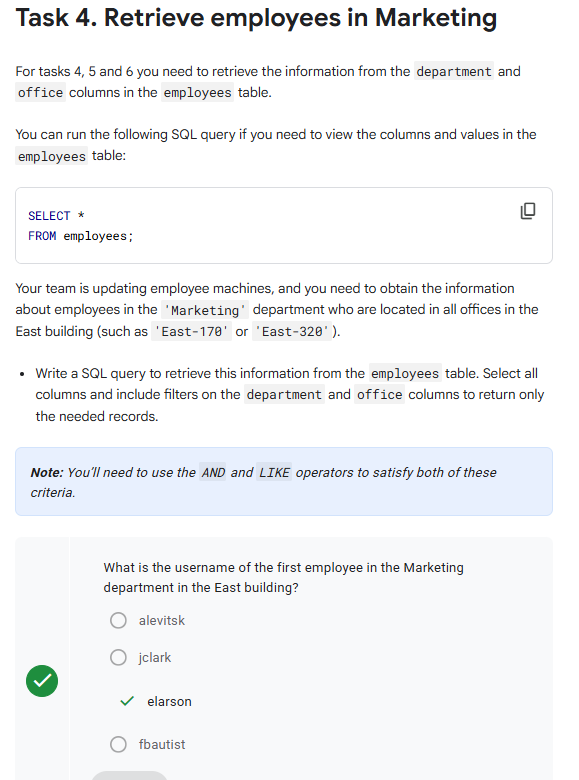 Task 4. Retrieve employees in Marketing
For tasks 4, 5 and 6 you need to retrieve the information from the department and
office columns in the employees table.
You can run the following SQL query if you need to view the columns and values in the
employees table:
SELECT *
FROM employees;
Your team is updating employee machines, and you need to obtain the information
about employees in the 'Marketing' department who are located in all offices in the
East building (such as 'East-170' or 'East-320').
• Write a SQL query to retrieve this information from the employees table. Select all
columns and include filters on the department and office columns to return only
the needed records.
Note: You'll need to use the AND and LIKE operators to satisfy both of these
criteria.
What is the username of the first employee in the Marketing
department in the East building?
alevitsk
jclark
elarson
fbautist